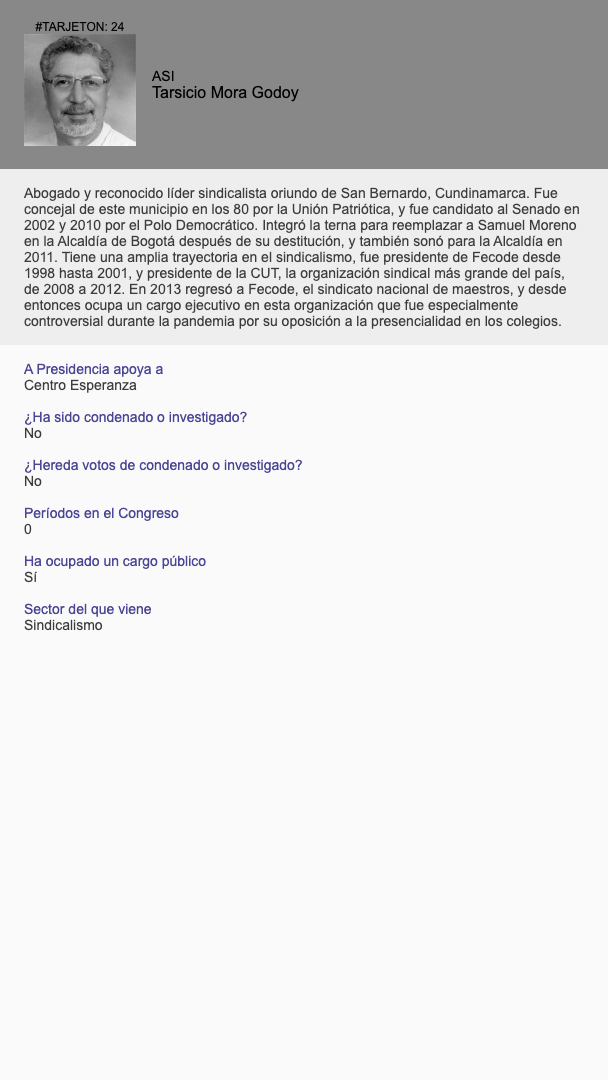 #TARJETON: 24
ASI
Tarsicio Mora Godoy
Abogado y reconocido líder sindicalista oriundo de San Bernardo, Cundinamarca. Fue
concejal de este municipio en los 80 por la Unión Patriótica, y fue candidato al Senado en
2002 y 2010 por el Polo Democrático. Integró la terna para reemplazar a Samuel Moreno
en la Alcaldía de Bogotá después de su destitución, y también sonó para la Alcaldía en
2011. Tiene una amplia trayectoria en el sindicalismo, fue presidente de Fecode desde
1998 hasta 2001, y presidente de la CUT, la organización sindical más grande del país,
de 2008 a 2012. En 2013 regresó a Fecode, el sindicato nacional de maestros, y desde
entonces ocupa un cargo ejecutivo en esta organización que fue especialmente
controversial durante la pandemia por su oposición a la presencialidad en los colegios.
A Presidencia apoya a
Centro Esperanza
¿Ha sido condenado o investigado?
No
¿Hereda votos de condenado o investigado?
No
Períodos en el Congreso
0
Ha ocupado un cargo público
Sí
Sector del que viene
Sindicalismo